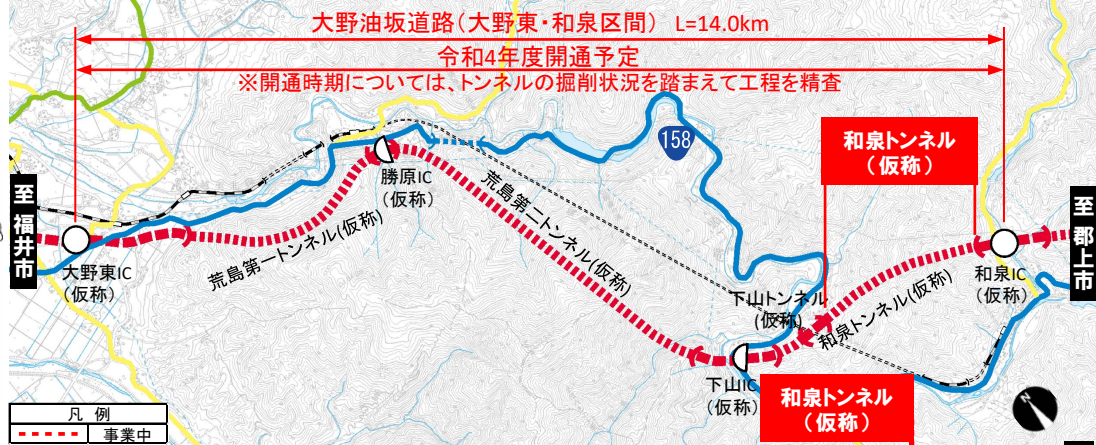 大野油坂道路(大野東・和泉区間) L=14.0km
令和4年度開通予定
※開通時期については、トンネルの掘削状況を踏まえて工程を精査
158
和泉トンネル
(仮称)
至 福井市
至 郡上市
勝原IC
(仮称)
荒島第一トンネル(仮称)
荒島第二トンネル(仮称)
大野東IC
(仮称)
下山トンネル
(仮称)
和泉トンネル(仮称)
和泉IC
(仮称)
下山IC
(仮称)
和泉トンネル
(仮称)
凡 例
事業中
N